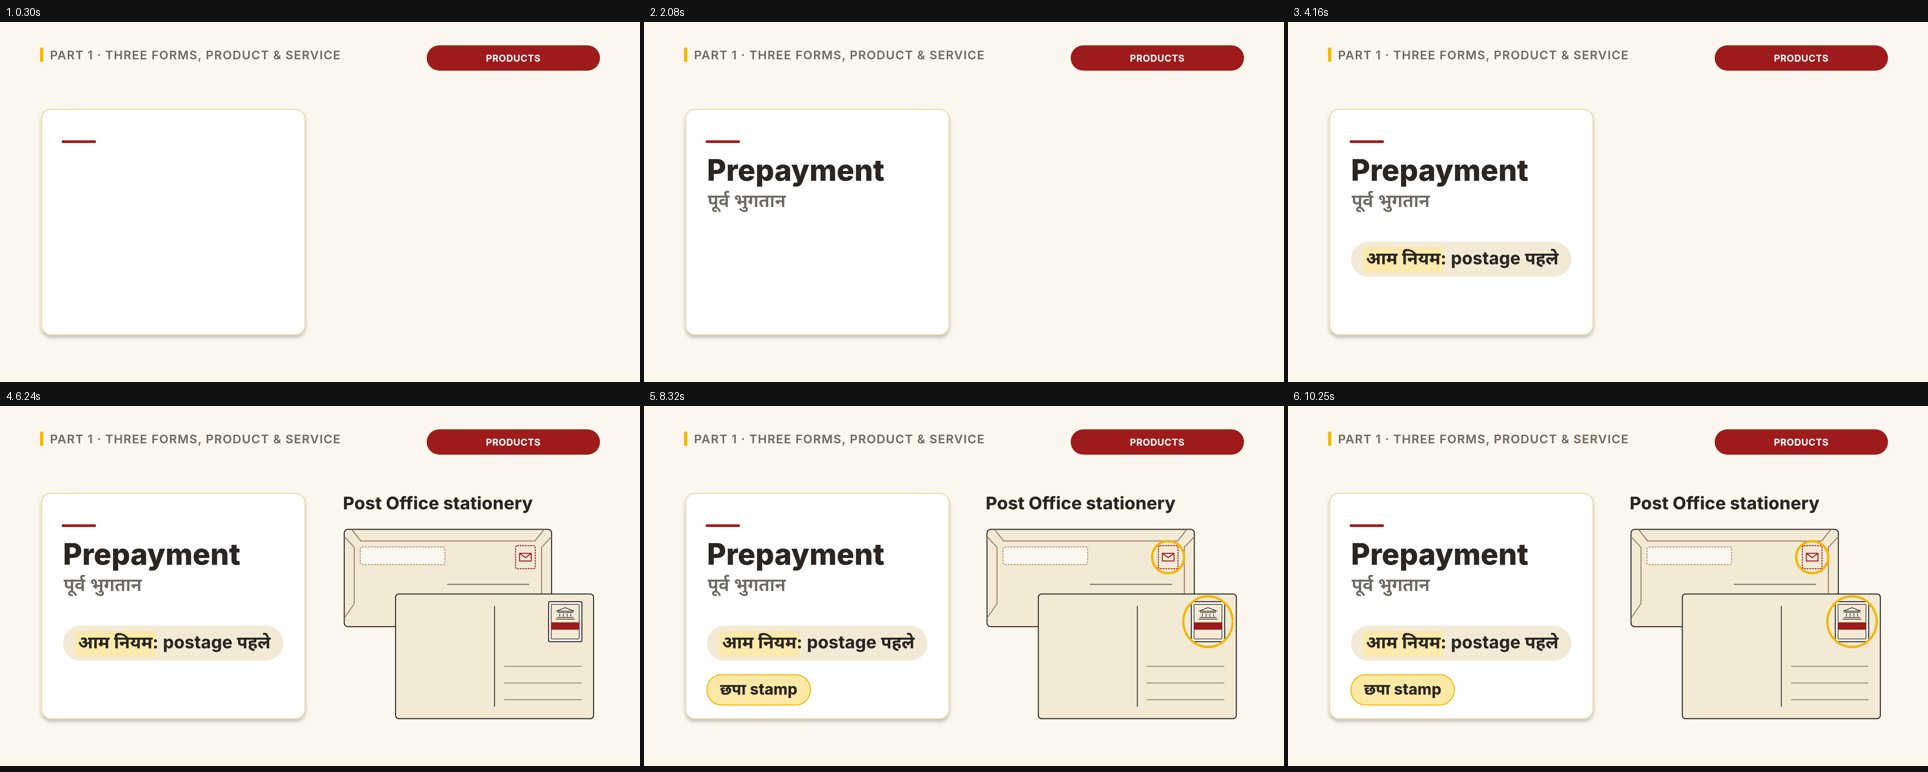 1. 0.30s
PART 1 · THREE FORMS, PRODUCT & SERVICE
PRODUCTS
2. 2.08s
PART 1 · THREE FORMS, PRODUCT & SERVICE
PRODUCTS
Prepayment
पूर्व भुगतान
3. 4.16s
PART 1 · THREE FORMS, PRODUCT & SERVICE
PRODUCTS
Prepayment
पूर्व भुगतान
आम नियम: postage पहले
4. 6.24s
PART 1 · THREE FORMS, PRODUCT & SERVICE
PRODUCTS
Prepayment
पूर्व भुगतान
आम नियम: postage पहले
Post Office stationery
5. 8.32s
PART 1 · THREE FORMS, PRODUCT & SERVICE
PRODUCTS
Prepayment
पूर्व भुगतान
आम नियम: postage पहले
छपा stamp
Post Office stationery
6. 10.25s
PART 1 · THREE FORMS, PRODUCT & SERVICE
PRODUCTS
Prepayment
पूर्व भुगतान
आम नियम: postage पहले
छपा stamp
Post Office stationery